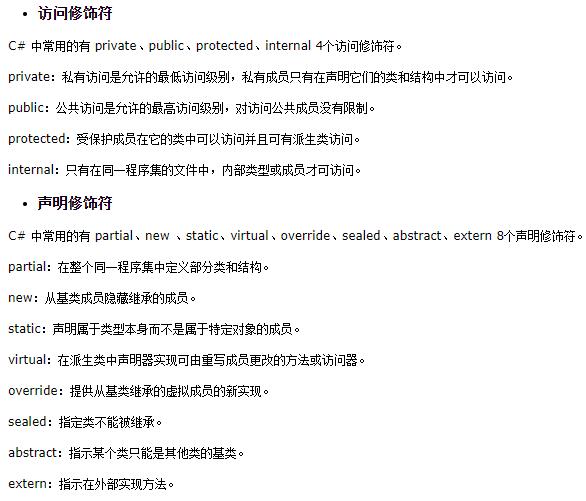 • 访问修饰符
C# 中常用的有 private、public、protected、internal 4个访问修饰符。
private：私有访问是允许的最低访问级别，私有成员只有在声明它们的类和结构中才可以访问。
public：公共访问是允许的最高访问级别，对访问公共成员没有限制。
protected：受保护成员在它的类中可以访问并且可有派生类访问。
internal：只有在同一程序集的文件中，内部类型或成员才可访问。
• 声明修饰符
C# 中常用的有 partial、new 、static、virtual、override、sealed、abstract、extern 8个声明修饰符。
partial：在整个同一程序集中定义部分类和结构。
new：从基类成员隐藏继承的成员。
static：声明属于类型本身而不是属于特定对象的成员。
virtual：在派生类中声明器实现可由重写成员更改的方法或访问器。
override：提供从基类继承的虚拟成员的新实现。
sealed：指定类不能被继承。
abstract：指示某个类只能是其他类的基类。
extern：指示在外部实现方法。